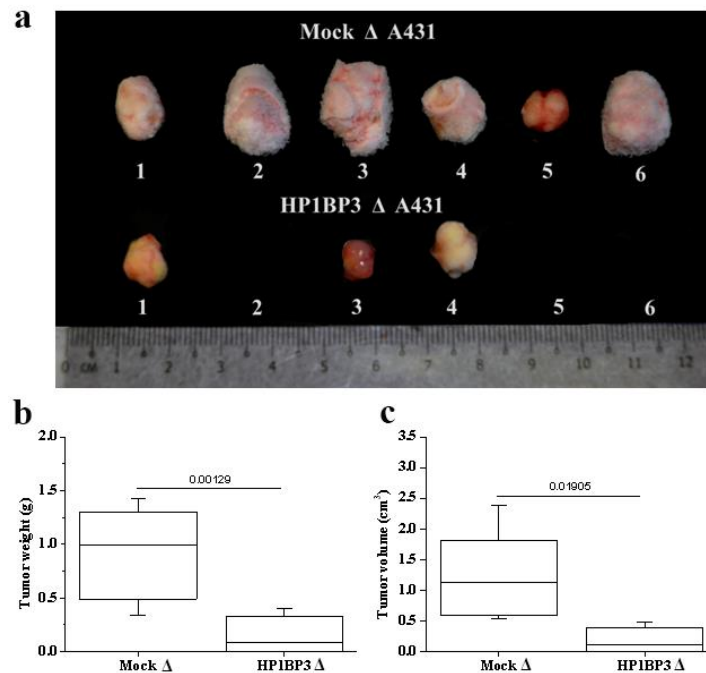 a
Mock Δ A431
1 2 3 4 5 6
HP1BP3 Δ A431
1 2 3 4 5 6
0 CM 1 2 3 4 5 6 7 8 9 10 11 12
b
2.0
1.5
1.0
0.5
0.0
Tumor weight (g)
0.00129
Mock Δ HP1BP3 Δ
c
3.5
3.0
2.5
2.0
1.5
1.0
0.5
0.0
Tumor volume (cm³)
0.01905
Mock Δ HP1BP3 Δ